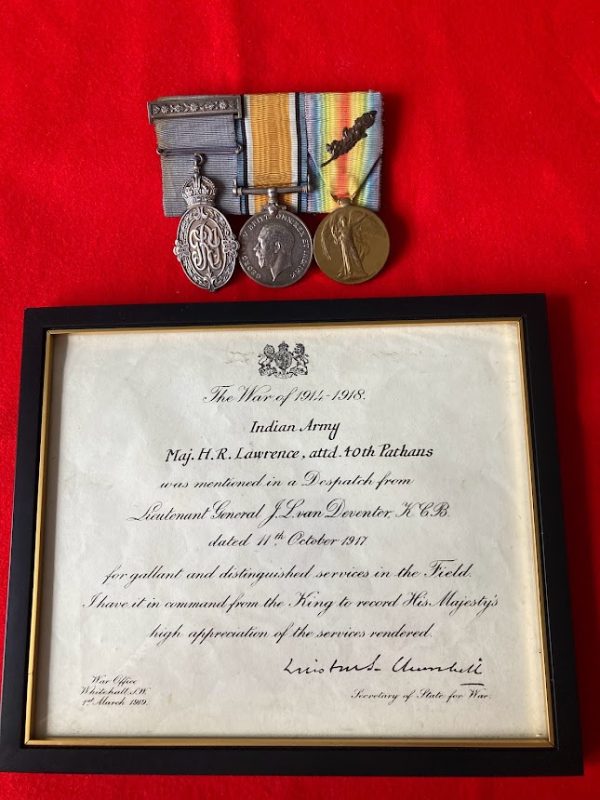 GRI
The War of 1914-1918.
Indian Army
Maj. H. R. Lawrence, attd. 40th Pathans
was mentioned in a Despatch from
Lieutenant General J. L. van Deventer, K.C.B.
dated 11th October 1917
for gallant and distinguished services in the Field.
I have it in command from the King to record His Majesty's
high appreciation of the services rendered.
Winston S. Churchill
War Office
Whitehall, S.W.
1st March 1919.
Secretary of State for War.